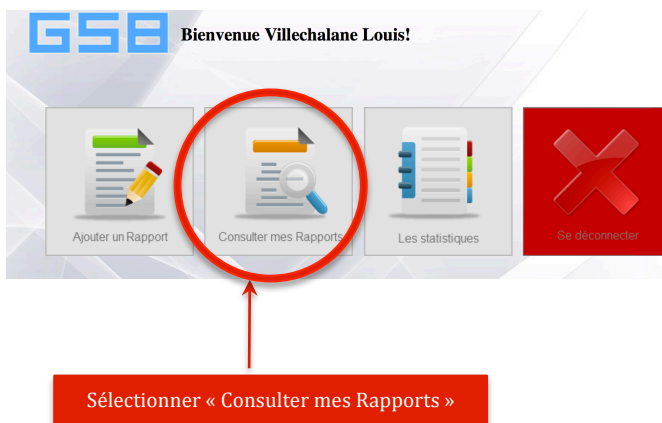 GSB
Bienvenue Villechalane Louis!
Ajouter un Rapport
Consulter mes Rapports
Les statistiques
Se déconnecter
Sélectionner « Consulter mes Rapports »